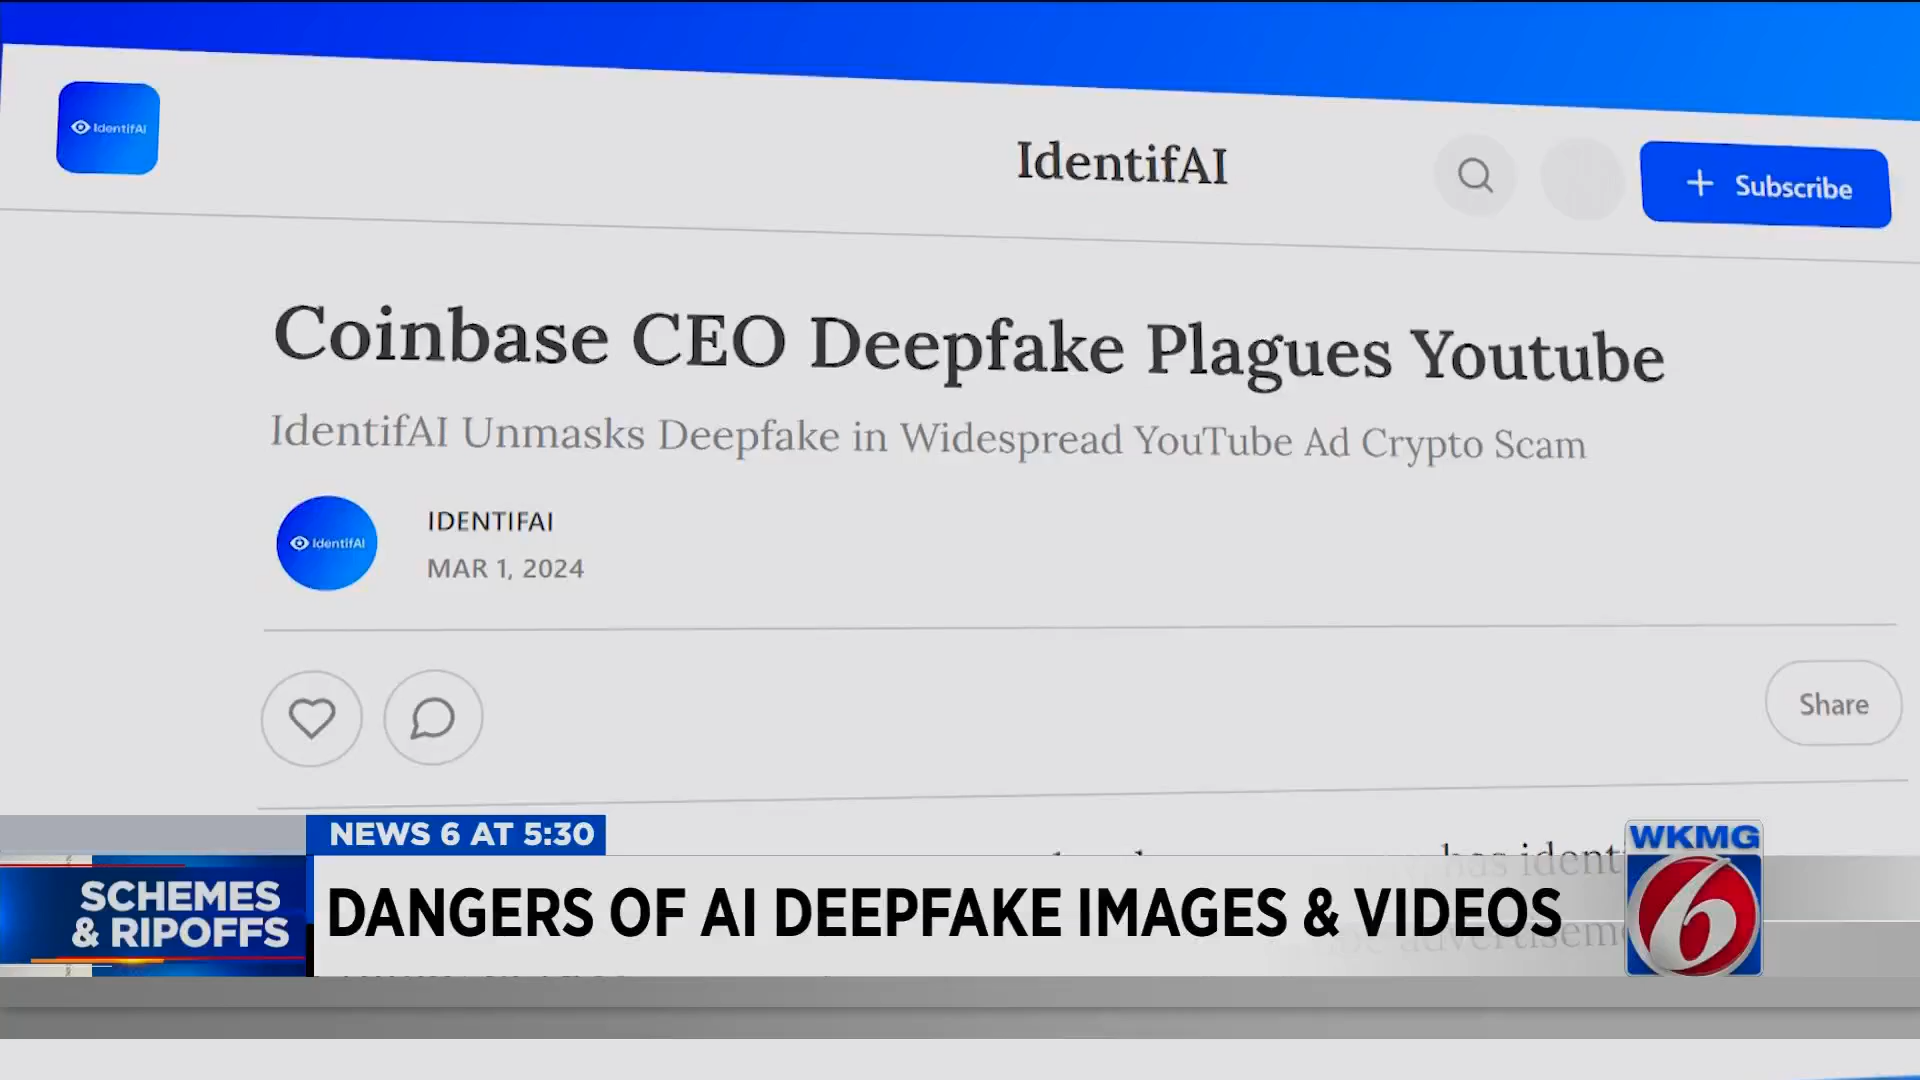 IdentifAI
IdentifAI
Subscribe
Coinbase CEO Deepfake Plagues Youtube
IdentifAI Unmasks Deepfake in Widespread YouTube Ad Crypto Scam
IdentifAI
IDENTIFAI
MAR 1, 2024
Share
NEWS 6 AT 5:30
has identi
SCHEMES
& RIPOFFS
DANGERS OF AI DEEPFAKE IMAGES & VIDEOS
WKMG
6